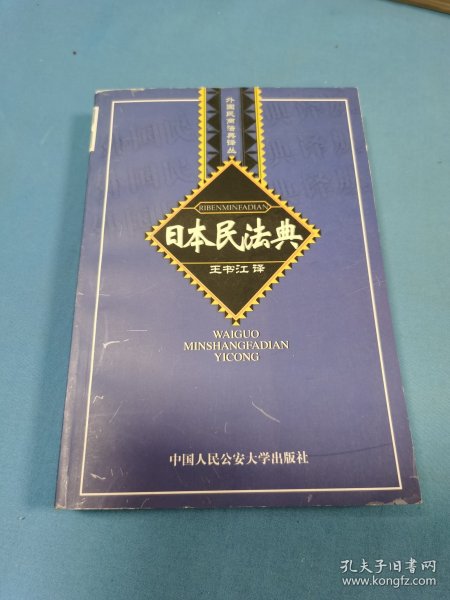 外国民商法典译丛
RIBENMINFADIAN
日本民法典
王书江 译
WAIGUO
MINSHANGFADIAN
YICONG
中国人民公安大学出版社
孔夫子旧书网
www.kongfz.com